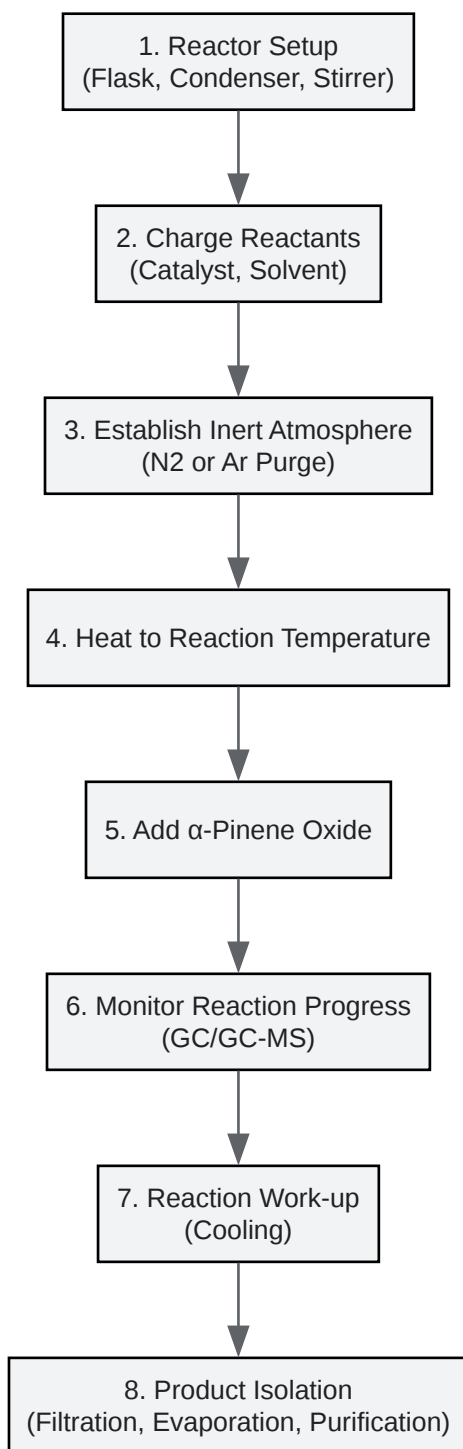 1. Reactor Setup
(Flask, Condenser, Stirrer)
2. Charge Reactants
(Catalyst, Solvent)
3. Establish Inert Atmosphere
(N2 or Ar Purge)
4. Heat to Reaction Temperature
5. Add α-Pinene Oxide
6. Monitor Reaction Progress
(GC/GC-MS)
7. Reaction Work-up
(Cooling)
8. Product Isolation
(Filtration, Evaporation, Purification)